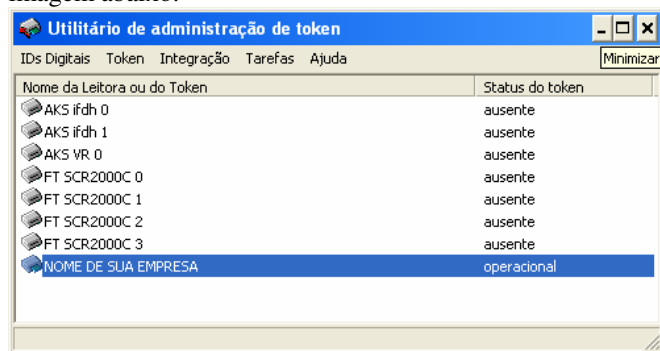 imagem abaixo.
Utilitário de administração de token
IDs Digitais Token Integração Tarefas Ajuda
Minimizar
Nome da Leitora ou do Token Status do token
AKS ifdh 0 ausente
AKS ifdh 1 ausente
AKS VR 0 ausente
FT SCR2000C 0 ausente
FT SCR2000C 1 ausente
FT SCR2000C 2 ausente
FT SCR2000C 3 ausente
NOME DE SUA EMPRESA operacional